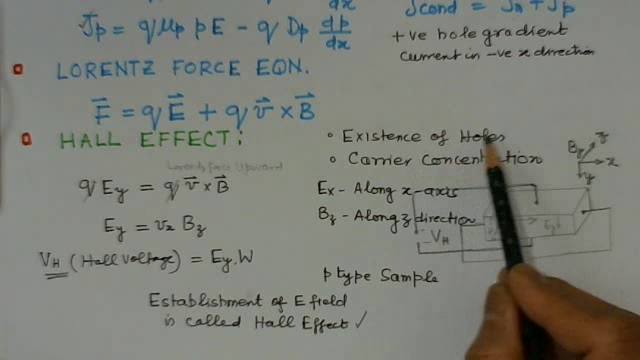 dx
J̄p = qμp pE - q Dp dp/dx
Jcond = Jn + Jp
+ve hole gradient
current in -ve x direction
LORENTZ FORCE EQN.
F⃗ = qE⃗ + q v⃗ × B⃗
HALL EFFECT:
Existence of Holes
Carrier Concentration
Lorentz force Upward
q Ey = q v⃗ × B⃗
Ex - Along x-axis
Ey = vx Bz
Bz - Along z direction
VH (Hall Voltage) = Ey.W
P type Sample
Establishment of E field
is called Hall Effect ✓
Bz
z
x
y
- VH